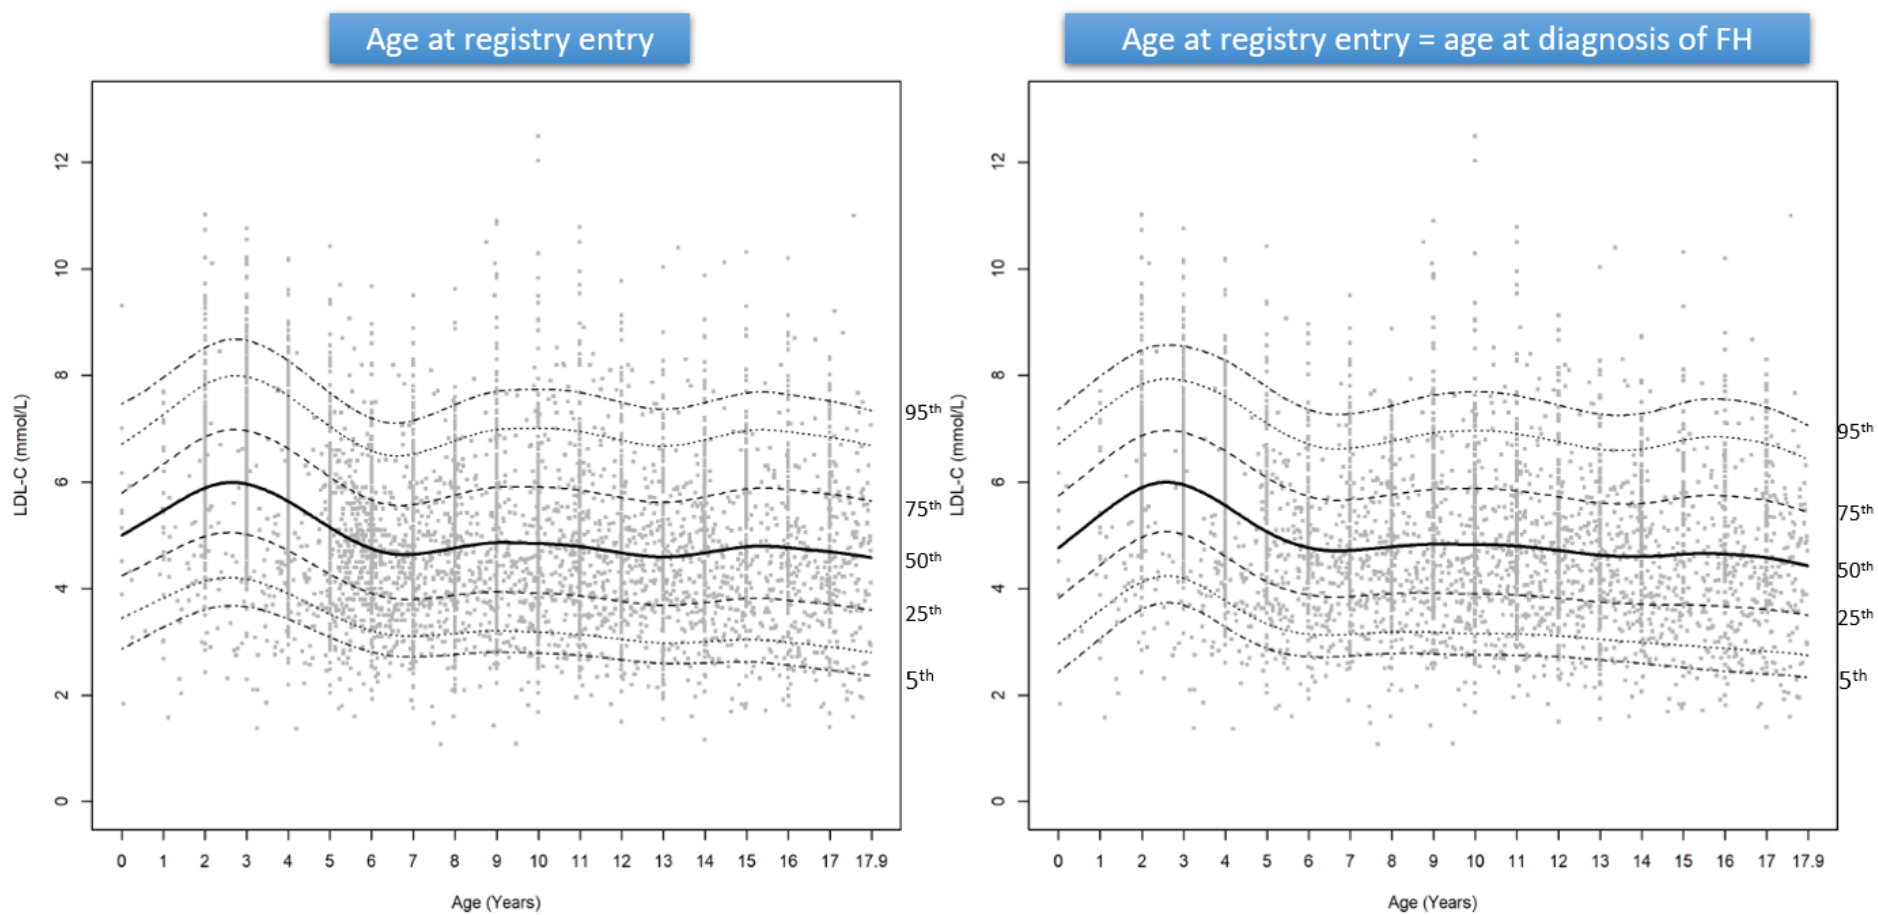 Age at registry entry
Age at registry entry = age at diagnosis of FH
LDL-C (mmol/L)
12
10
8
6
4
2
0
95th
75th
50th
25th
5th
0 1 2 3 4 5 6 7 8 9 10 11 12 13 14 15 16 17 17.9
Age (Years)
LDL-C (mmol/L)
12
10
8
6
4
2
0
95th
75th
50th
25th
5th
0 1 2 3 4 5 6 7 8 9 10 11 12 13 14 15 16 17 17.9
Age (Years)